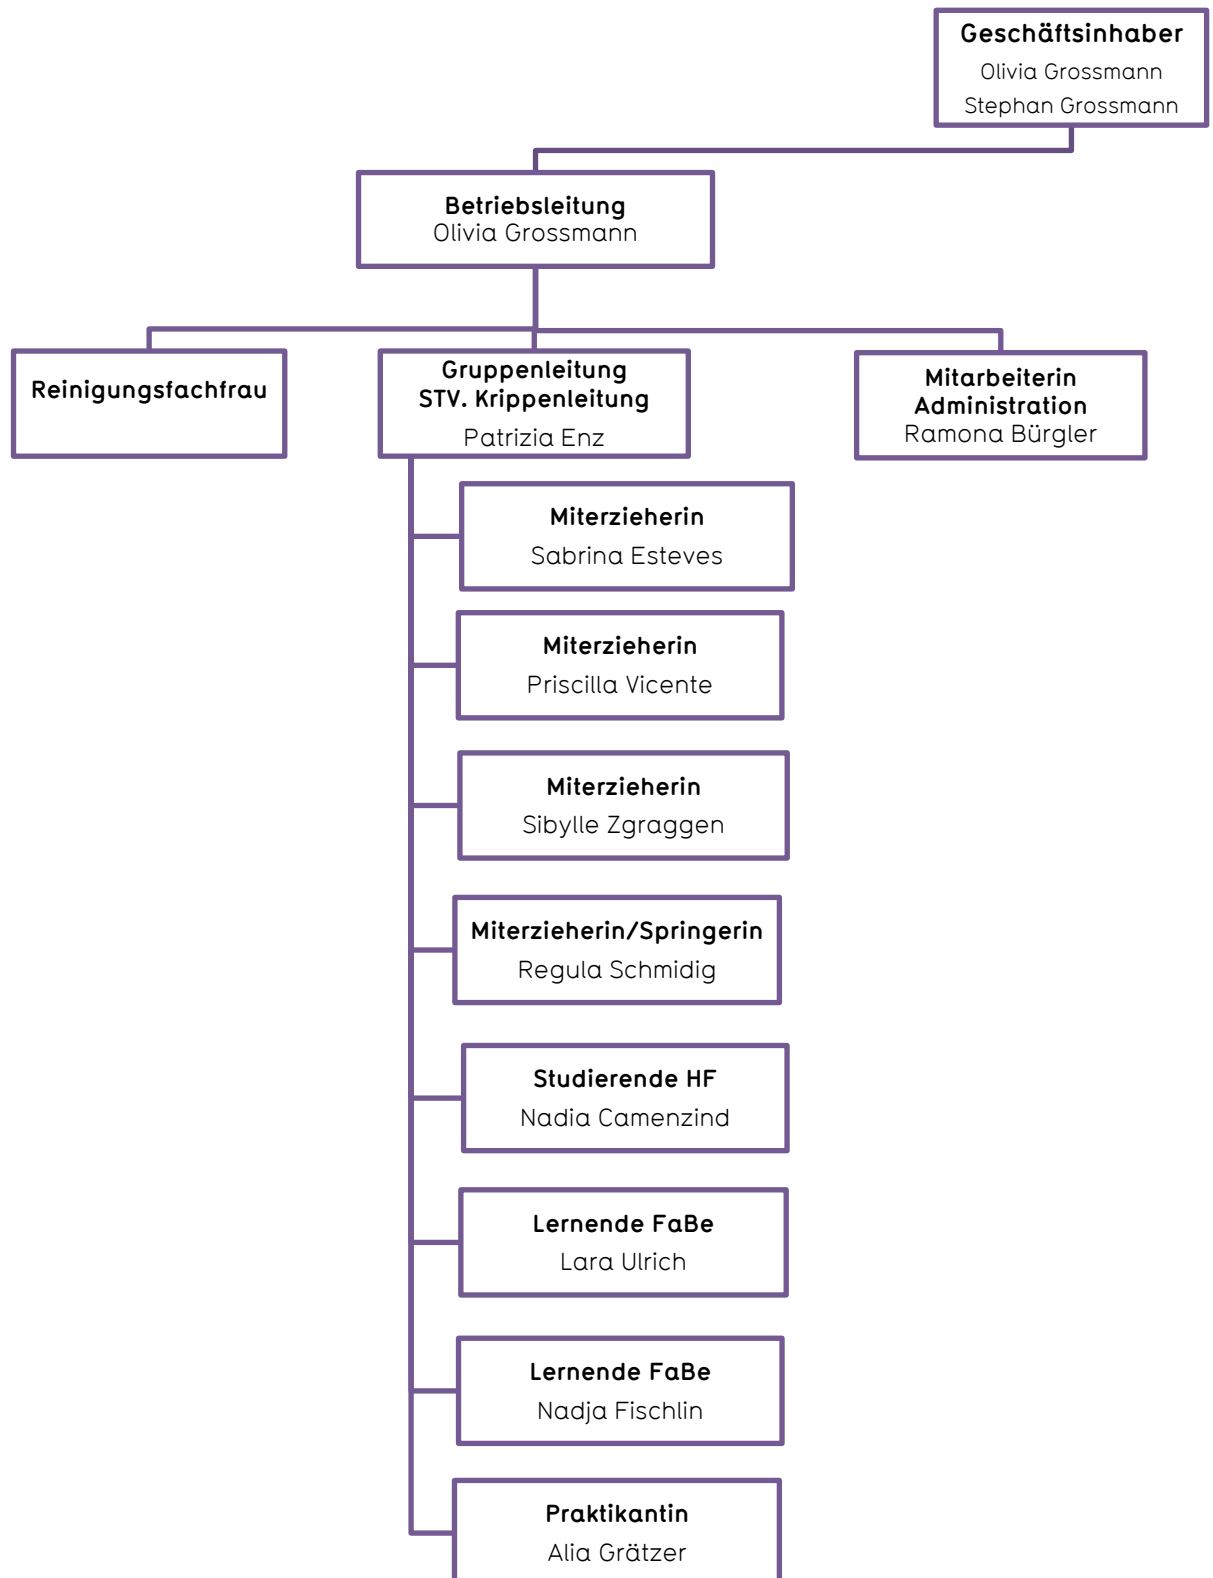 Geschäftsinhaber
Olivia Grossmann
Stephan Grossmann
Betriebsleitung
Olivia Grossmann
Reinigungsfachfrau
Gruppenleitung
STV. Krippenleitung
Patrizia Enz
Mitarbeiterin
Administration
Ramona Bürgler
Miterzieherin
Sabrina Esteves
Miterzieherin
Priscilla Vicente
Miterzieherin
Sibylle Zgraggen
Miterzieherin/Springerin
Regula Schmidig
Studierende HF
Nadia Camenzind
Lernende FaBe
Lara Ulrich
Lernende FaBe
Nadja Fischlin
Praktikantin
Alia Grätzer